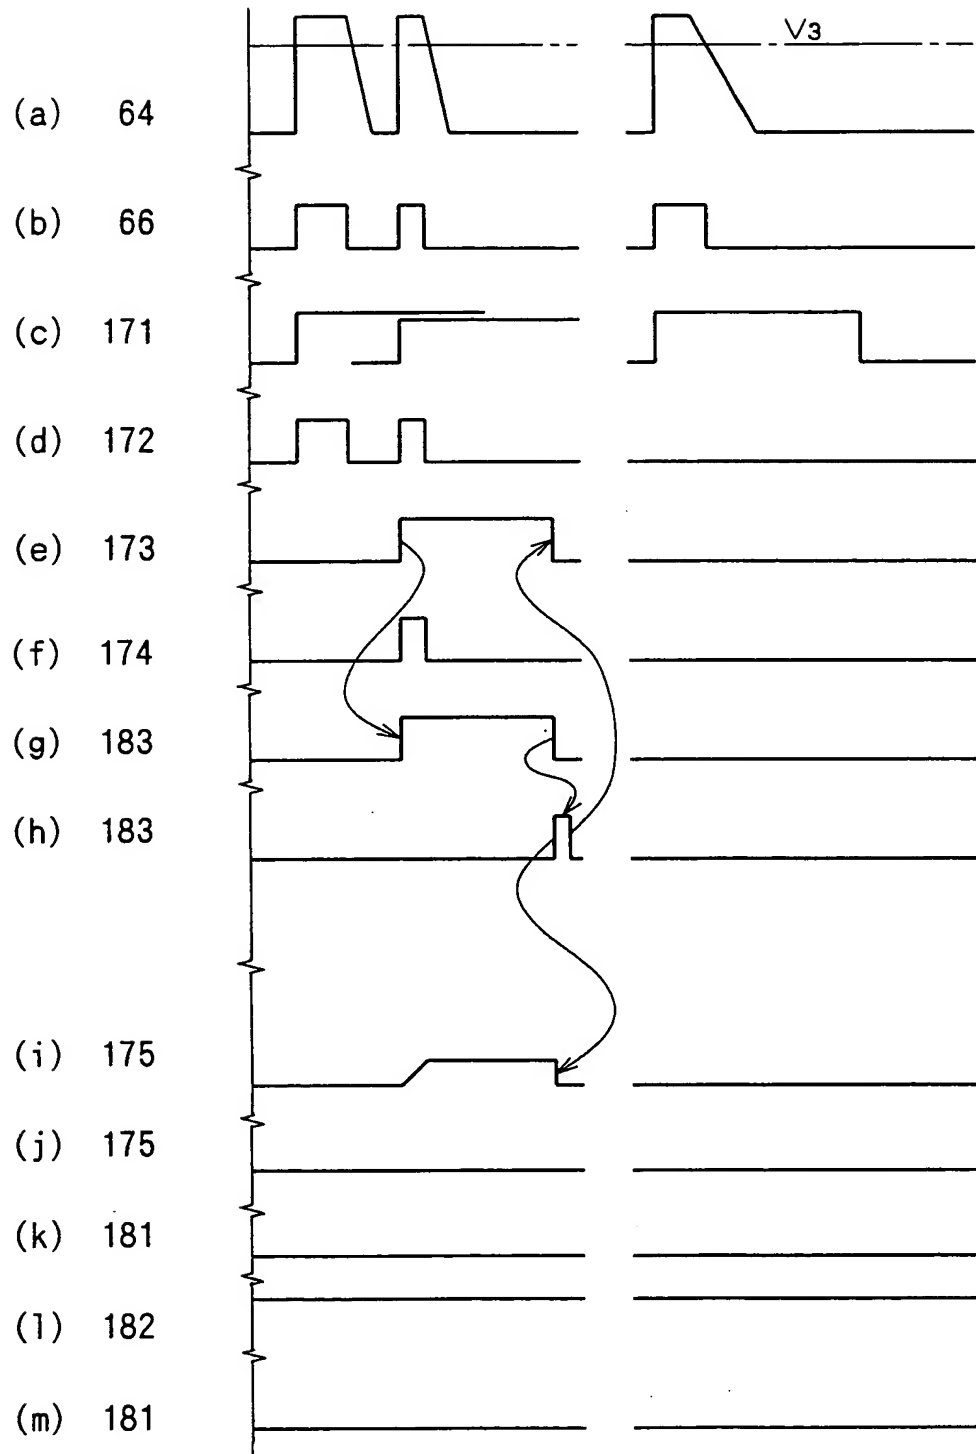 V3
(a) 64
(b) 66
(c) 171
(d) 172
(e) 173
(f) 174
(g) 183
(h) 183
(i) 175
(j) 175
(k) 181
(l) 182
(m) 181